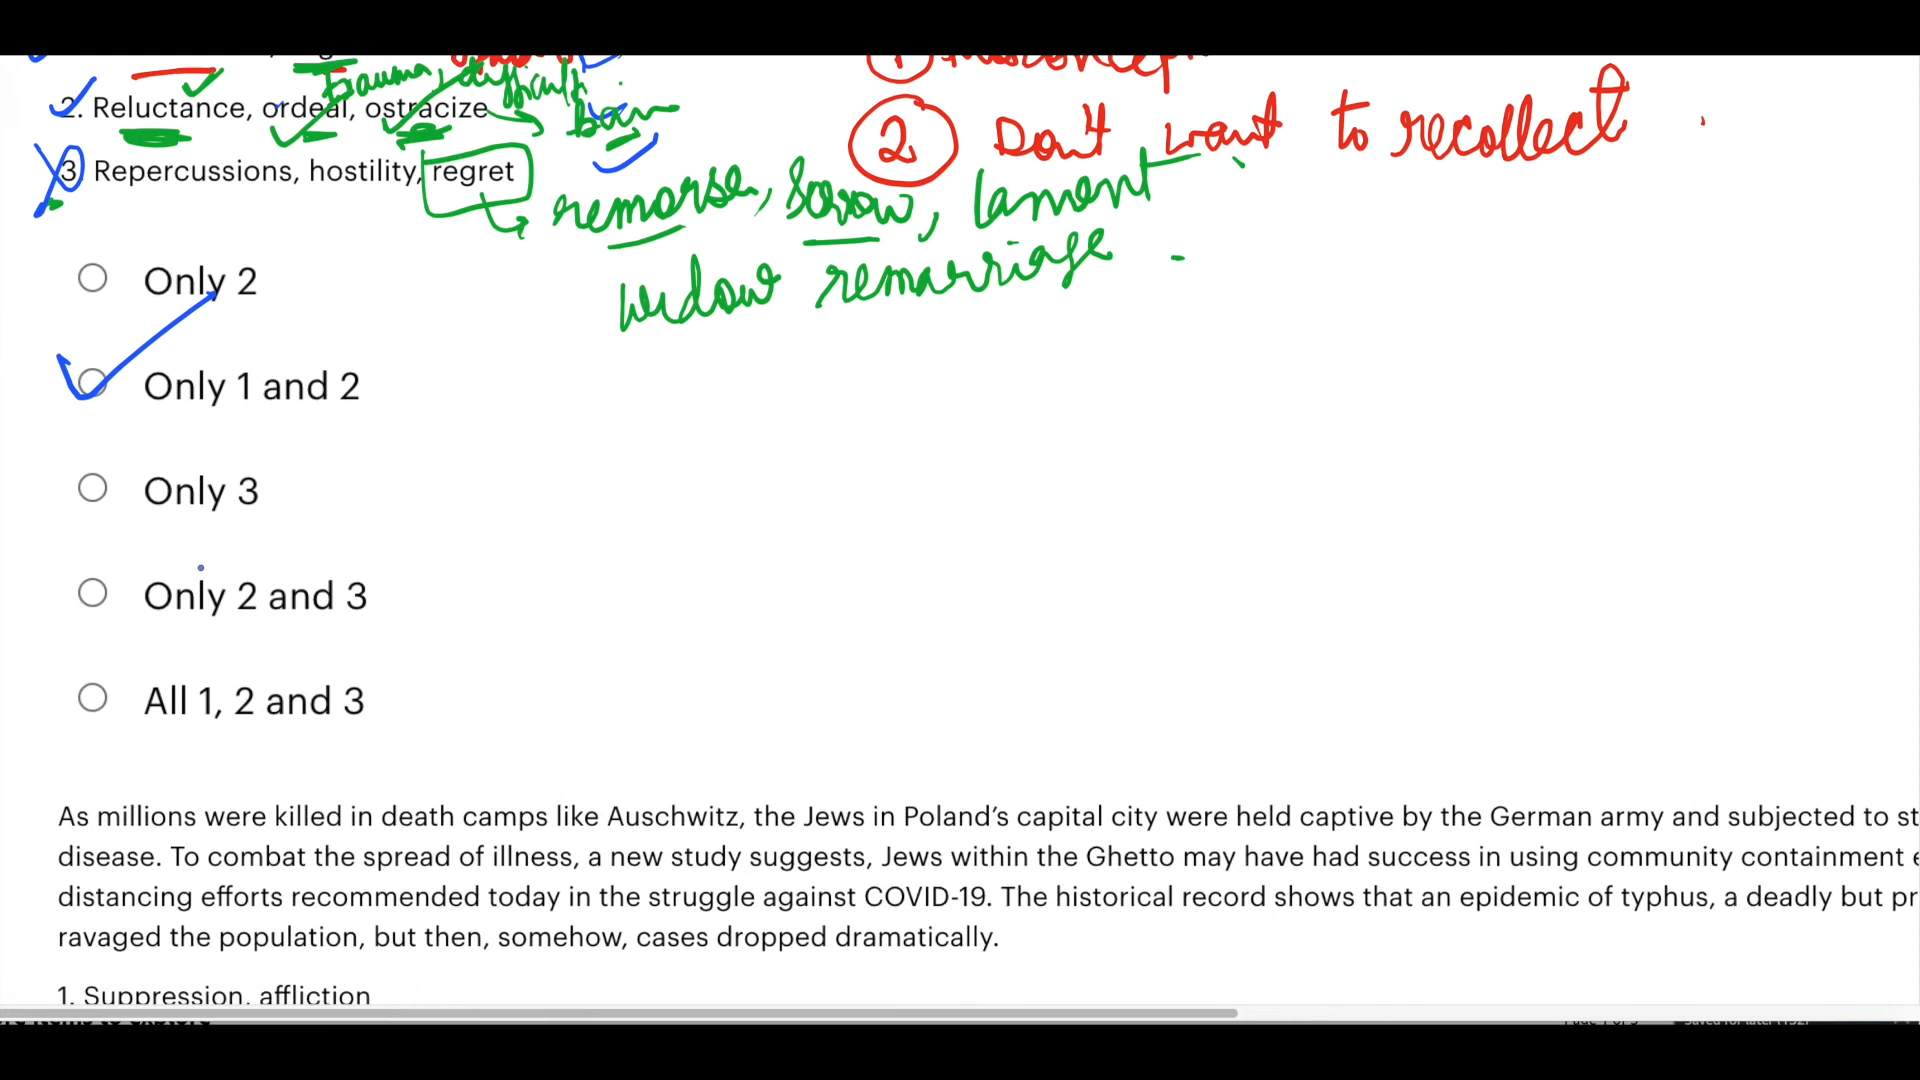 trauma, difficult
2. Reluctance, ordeal, ostracize
ban
2 Don't want to recollect
3. Repercussions, hostility, regret
remorse, sorrow, lament
widow remarriage
Only 2
Only 1 and 2
Only 3
Only 2 and 3
All 1, 2 and 3
As millions were killed in death camps like Auschwitz, the Jews in Poland's capital city were held captive by the German army and subjected to st
disease. To combat the spread of illness, a new study suggests, Jews within the Ghetto may have had success in using community containment e
distancing efforts recommended today in the struggle against COVID-19. The historical record shows that an epidemic of typhus, a deadly but pr
ravaged the population, but then, somehow, cases dropped dramatically.
1. Suppression, affliction